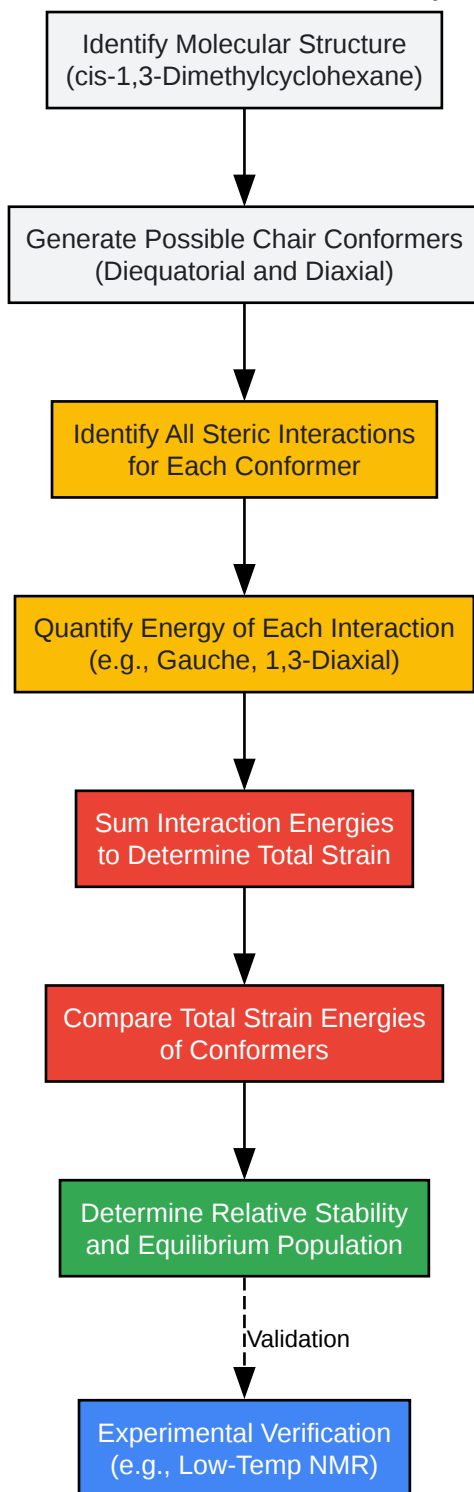 Identify Molecular Structure
(cis-1,3-Dimethylcyclohexane)
Generate Possible Chair Conformers
(Diequatorial and Diaxial)
Identify All Steric Interactions
for Each Conformer
Quantify Energy of Each Interaction
(e.g., Gauche, 1,3-Diaxial)
Sum Interaction Energies
to Determine Total Strain
Compare Total Strain Energies
of Conformers
Determine Relative Stability
and Equilibrium Population
Validation
Experimental Verification
(e.g., Low-Temp NMR)